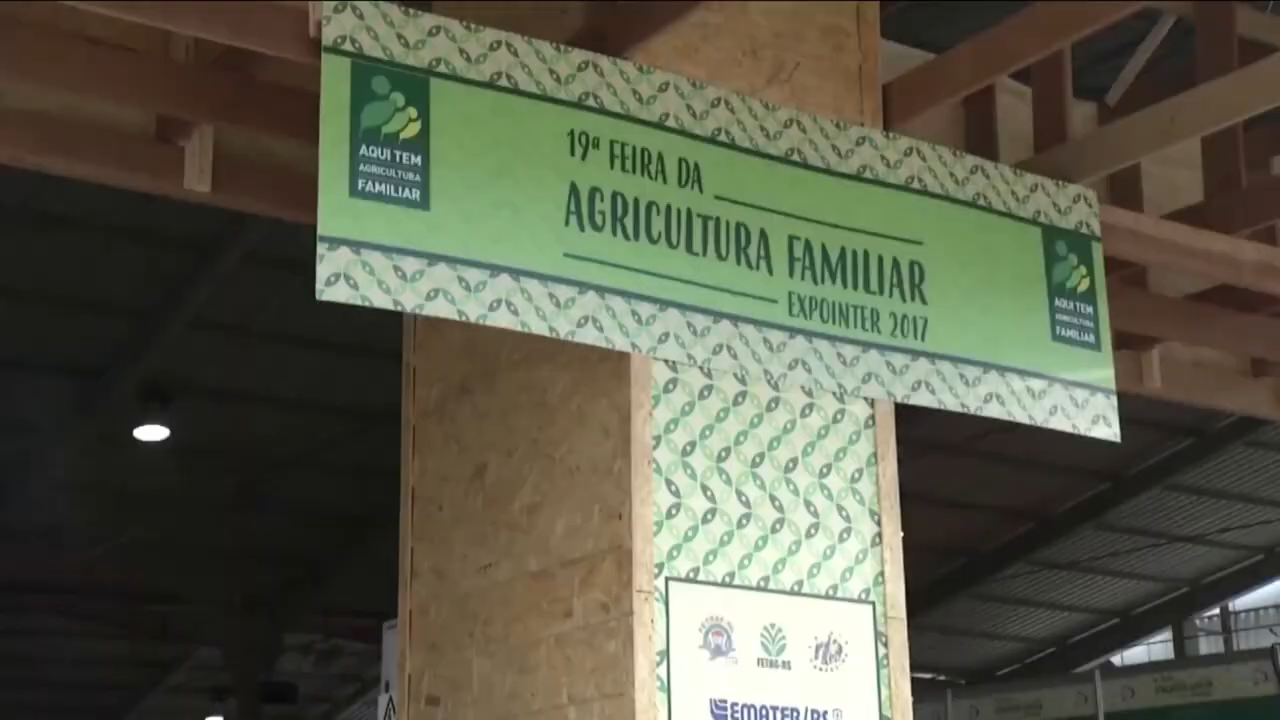 AQUI TEM
AGRICULTURA
FAMILIAR
19ª FEIRA DA
AGRICULTURA FAMILIAR
EXPOINTER 2017
AQUI TEM
AGRICULTURA
FAMILIAR
FETAG-RS
EMATER/RS